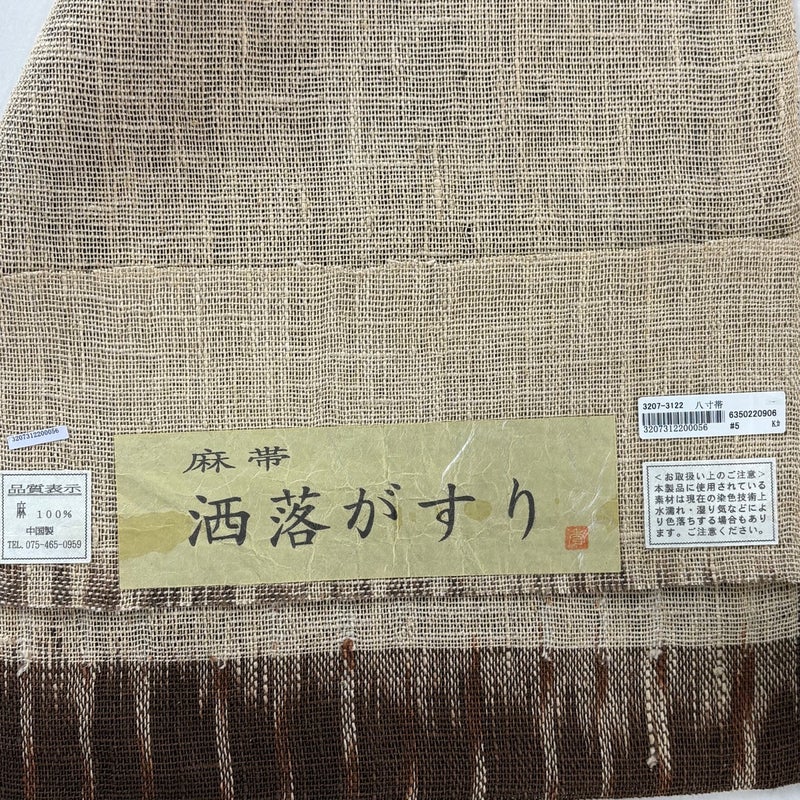 3207-3122 八寸帯
6350220906
3207312200056
#5
3207312200056
麻帯
洒落がすり
品質表示
麻 100%
中国製
TEL.075-465-0959
<お取扱い上のご注意>
本製品に使用されている
素材は現在の染色技術上
水濡れ・湿り気などによ
り色落ちする場合もあり
ます。ご注意ください。